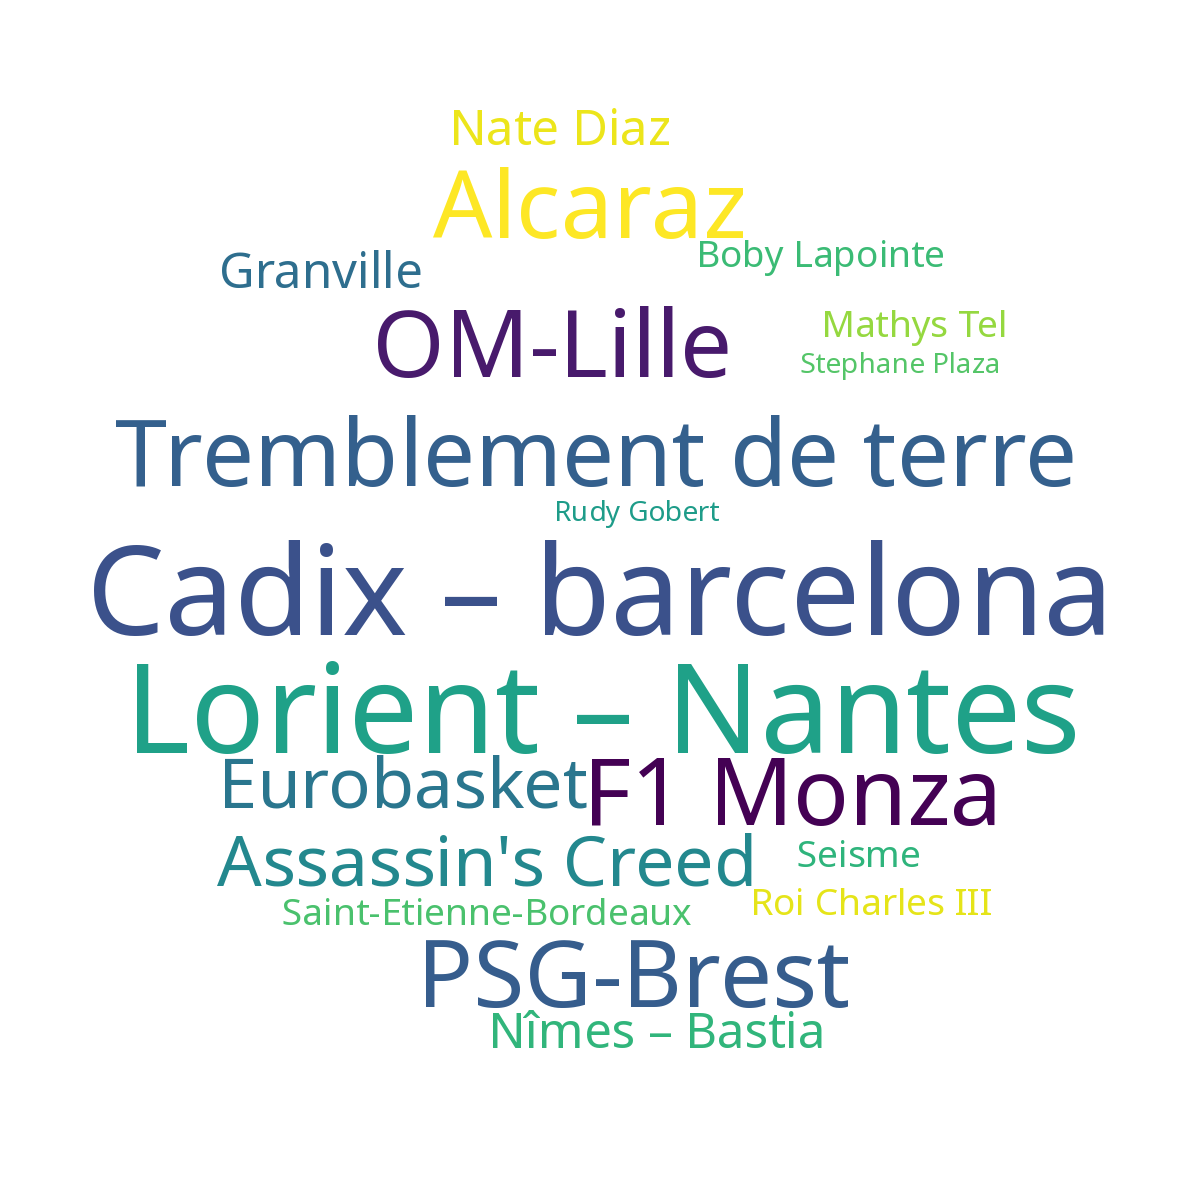 Nate Diaz
Alcaraz
Boby Lapointe
Granville
OM-Lille
Mathys Tel
Stephane Plaza
Tremblement de terre
Rudy Gobert
Cadix – barcelona
Lorient – Nantes
Eurobasket
F1 Monza
Assassin's Creed
Seisme
Roi Charles III
Saint-Etienne-Bordeaux
PSG-Brest
Nîmes – Bastia